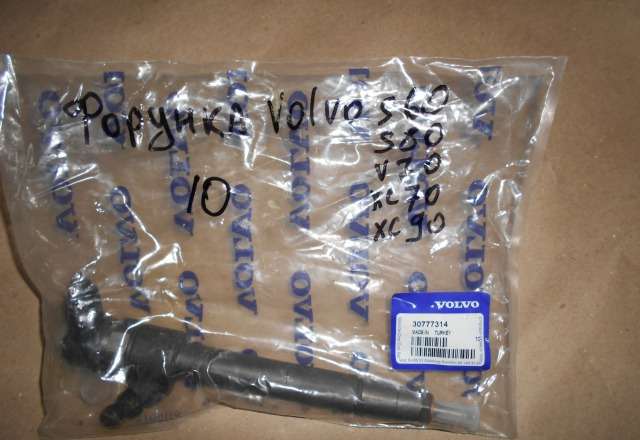 Форунка Volvo S60
S80
V70
XC70
XC90
10
VOLVO
30777314
MADE IN TURKEY